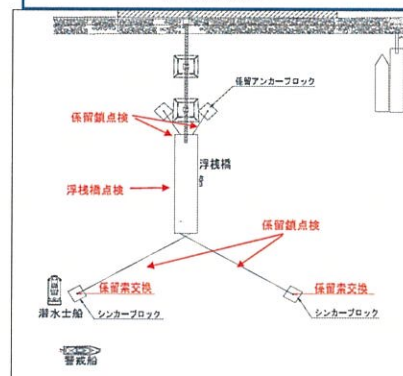 係留アンカーブロック
係留鎖点検
浮桟橋
浮桟橋点検
係留鎖点検
係留索交換
係留索交換
潜水士船
シンカーブロック
シンカーブロック
警戒船